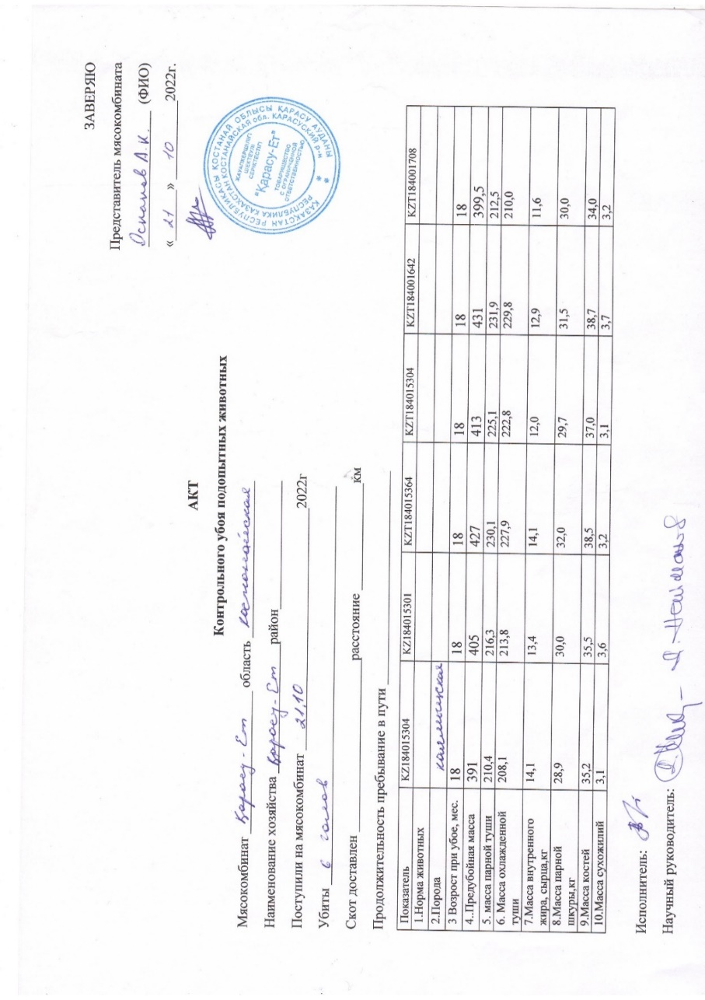 ЗАВЕРЯЮ
Представитель мясокомбината
Оспанов А.К. (ФИО)
« 21 » 10 2022г.
ҚАЗАҚСТАН РЕСПУБЛИКАСЫ ҚОСТАНАЙ ОБЛЫСЫ ҚАРАСУ АУДАНЫ
РЕСПУБЛИКА КАЗАХСТАН КОСТАНАЙСКАЯ обл. КАРАСУСКИЙ р-н
ЖАУАПКЕРШІЛІГІ
ШЕКТЕУЛІ
СЕРІКТЕСТІГІ
"Қарасу-Ет"
ТОВАРИЩЕСТВО
С ОГРАНИЧЕННОЙ
ОТВЕТСТВЕННОСТЬЮ
АКТ
Контрольного убоя подопытных животных
Мясокомбинат Қарасу-Ет область костанайская
Наименование хозяйства Қарасу-Ет район
Поступили на мясокомбинат 21.10 2022г
Убиты 6 голов
Скот доставлен расстояние км
Продолжительность пребывание в пути
Показатель KZ184015304 KZ184015301 KZT184015364 KZT184015304 KZT184001642 KZT184001708
1.Норма животных
2.Порода калмыцкая
3 Возрост при убое, мес. 18 18 18 18 18 18
4..Предубойная масса 391 405 427 413 431 399,5
5. масса парной туши 210,4 216,3 230,1 225,1 231,9 212,5
6. Масса охлажденной туши 208,1 213,8 227,9 222,8 229,8 210,0
7.Масса внутренного жира, сырца,кг 14,1 13,4 14,1 12,0 12,9 11,6
8.Масса парной шкуры,кг 28,9 30,0 32,0 29,7 31,5 30,0
9.Масса костей 35,2 35,5 38,5 37,0 38,7 34,0
10.Масса сухожилий 3,1 3,6 3,2 3,1 3,7 3,2
Исполнитель:
Научный руководитель: